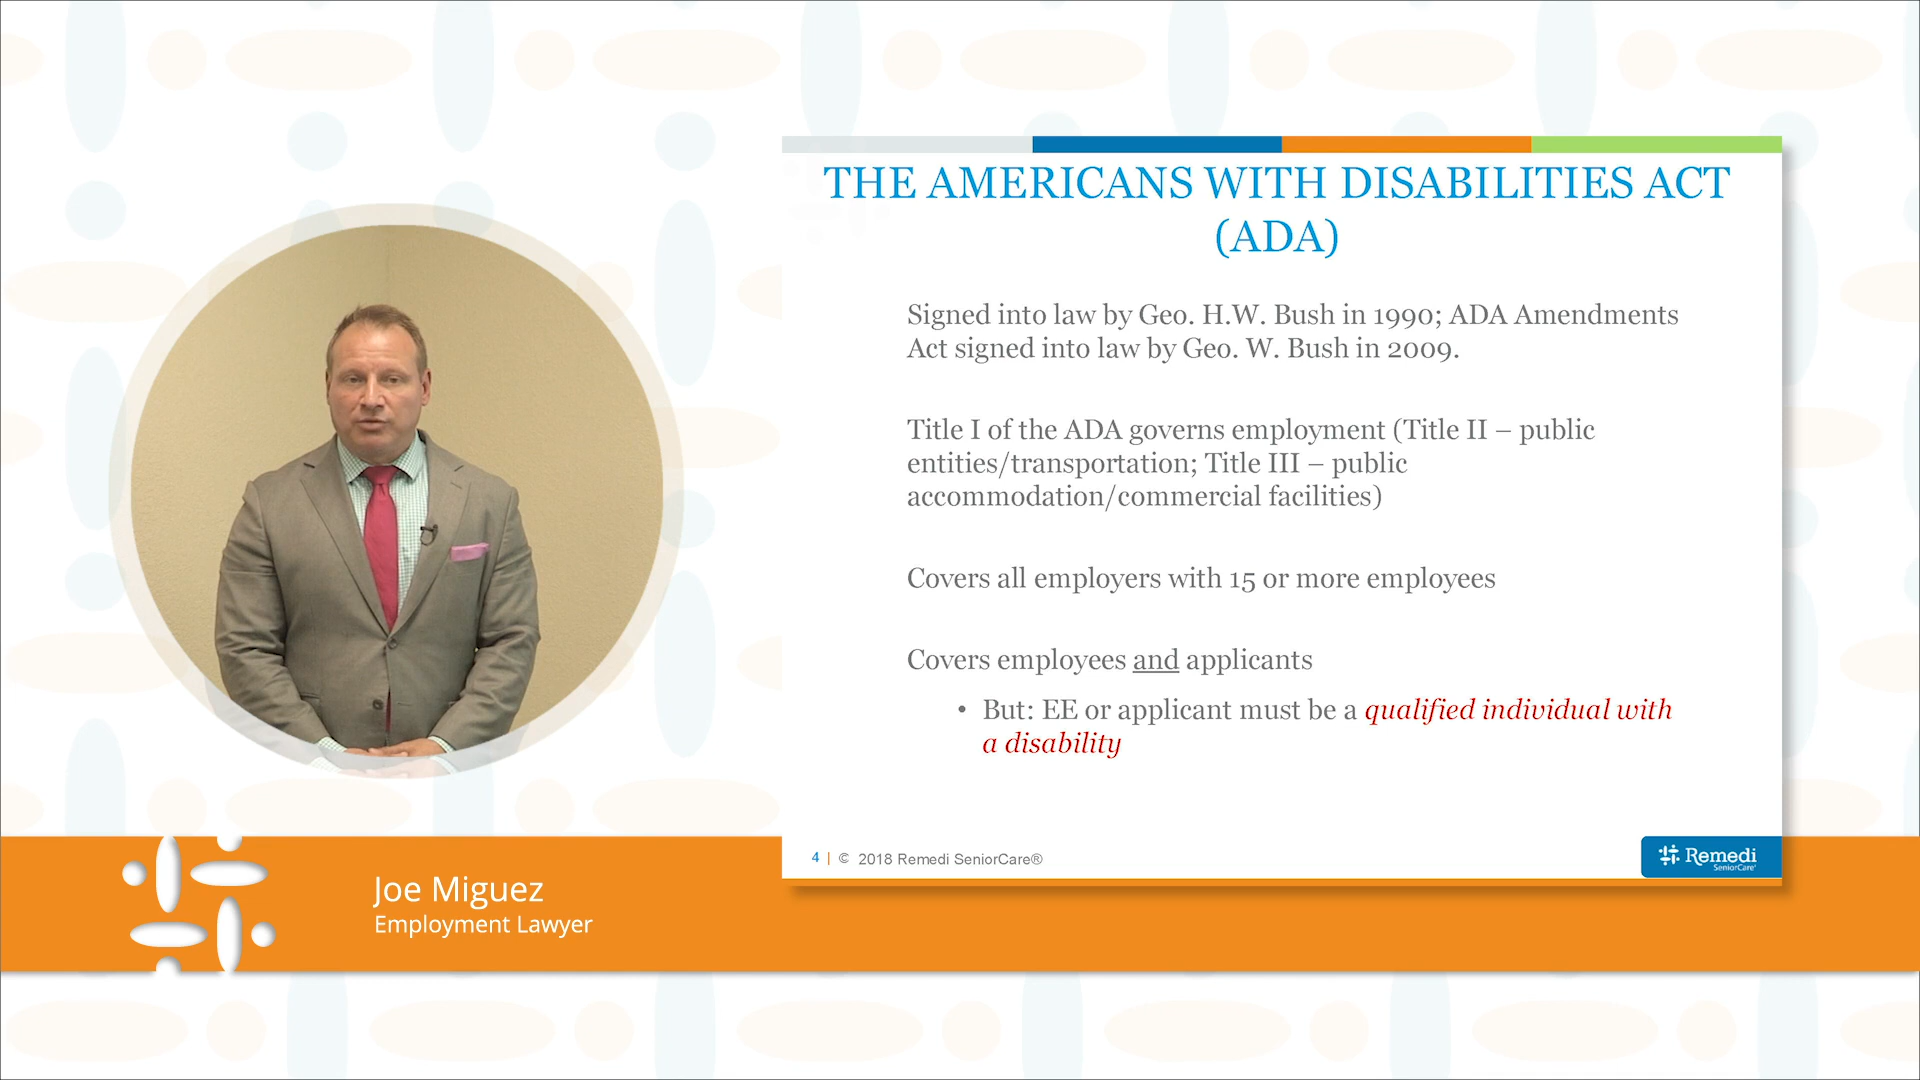 THE AMERICANS WITH DISABILITIES ACT
(ADA)
Signed into law by Geo. H.W. Bush in 1990; ADA Amendments
Act signed into law by Geo. W. Bush in 2009.
Title I of the ADA governs employment (Title II – public
entities/transportation; Title III – public
accommodation/commercial facilities)
Covers all employers with 15 or more employees
Covers employees and applicants
• But: EE or applicant must be a qualified individual with
a disability
4 | © 2018 Remedi SeniorCare®
Remedi
SeniorCare®
Joe Miguez
Employment Lawyer